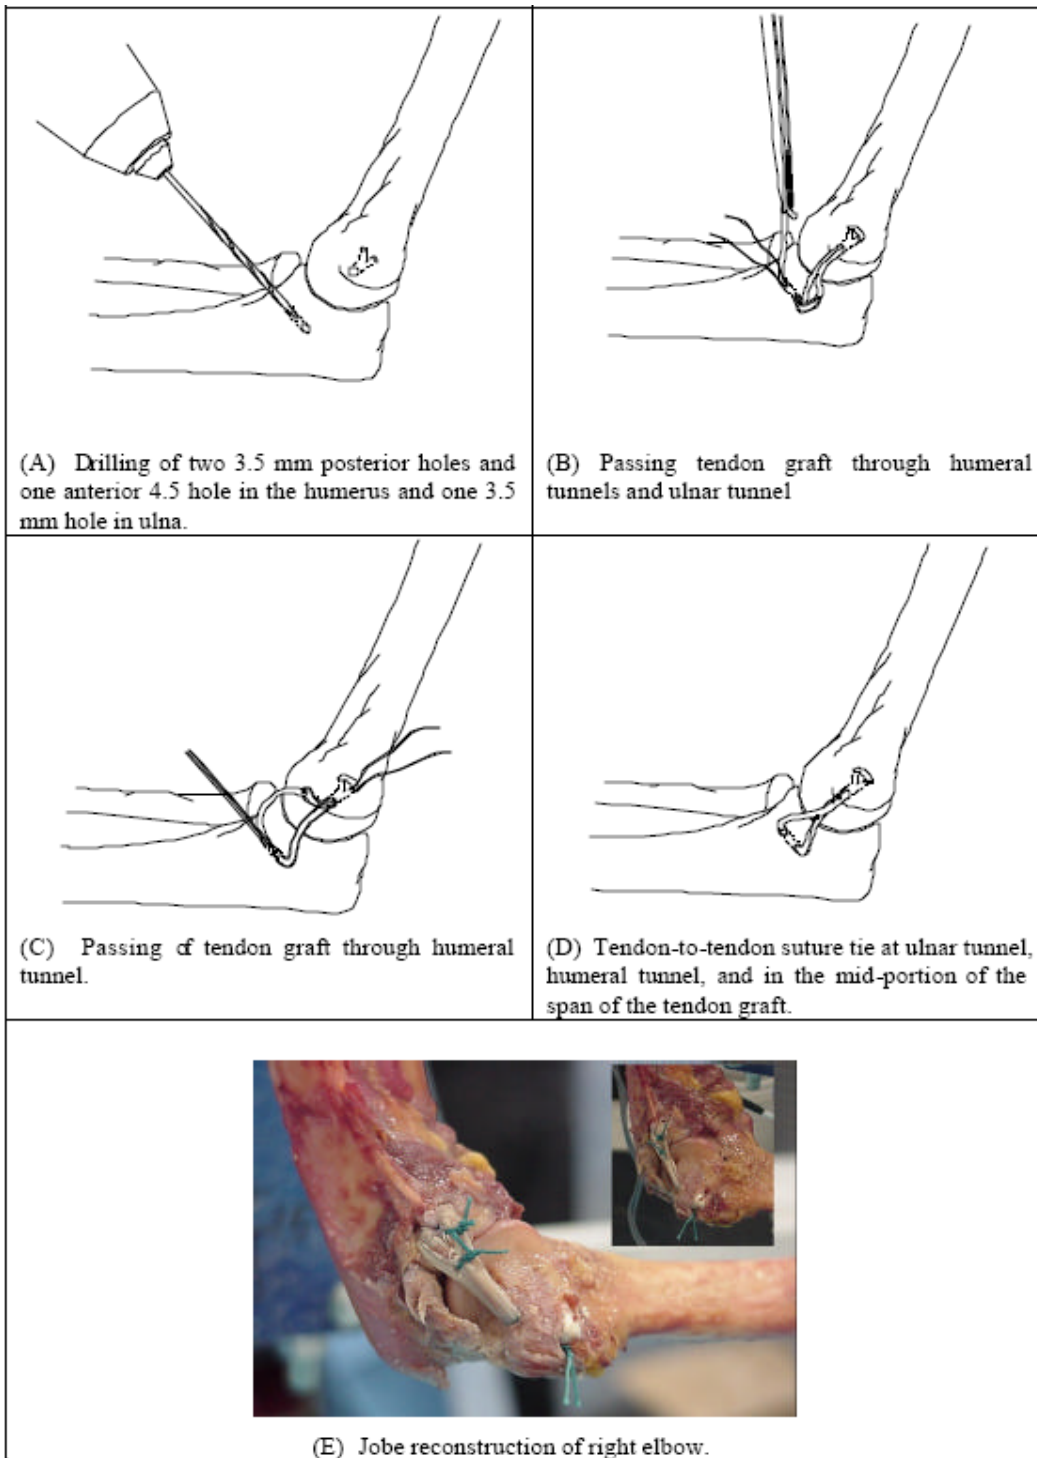 (A) Drilling of two 3.5 mm posterior holes and
one anterior 4.5 hole in the humerus and one 3.5
mm hole in ulna.
(B) Passing tendon graft through humeral
tunnels and ulnar tunnel
(C) Passing of tendon graft through humeral
tunnel.
(D) Tendon-to-tendon suture tie at ulnar tunnel,
humeral tunnel, and in the mid-portion of the
span of the tendon graft.
(E) Jobe reconstruction of right elbow.